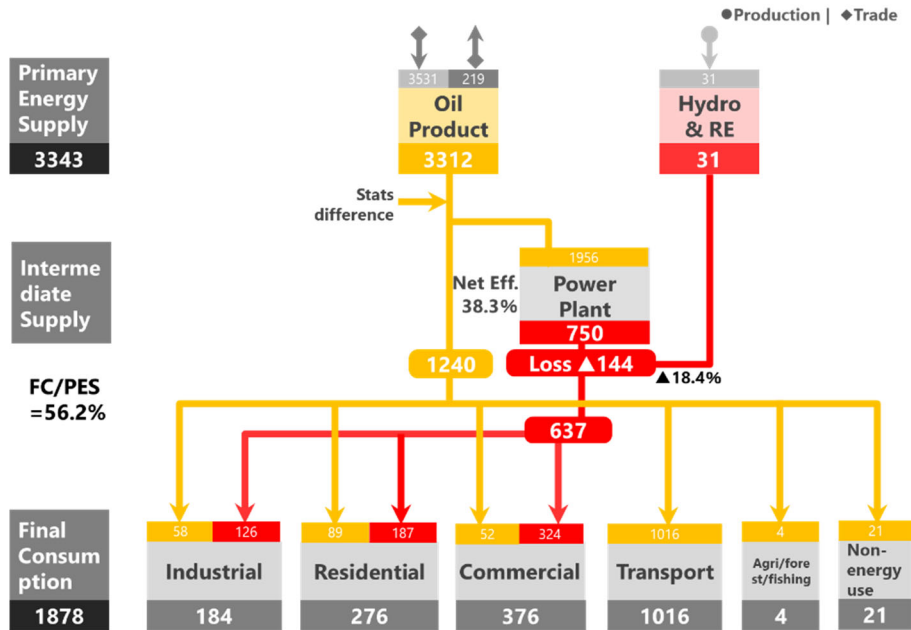 ●Production | ◆Trade
Primary
Energy
Supply
3343
3531
219
Oil
Product
3312
31
Hydro
& RE
31
Stats
difference
Interme
diate
Supply
Net Eff.
38.3%
1956
Power
Plant
750
1240
Loss ▲144
▲18.4%
FC/PES
=56.2%
637
Final
Consum
ption
1878
58
126
Industrial
184
89
187
Residential
276
52
324
Commercial
376
1016
Transport
1016
4
Agri/fore
st/fishing
4
21
Non-
energy
use
21